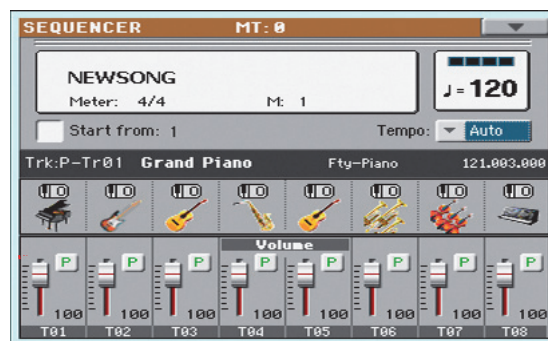 SEQUENCER MT: 0
NEWSONG
Meter: 4/4 M: 1
♩ = 120
Start from: 1 Tempo: Auto
Trk:P-Tr01 Grand Piano Fty-Piano 121.003.000
Volume
P P P P P P P P
100 100 100 100 100 100 100 100
T01 T02 T03 T04 T05 T06 T07 T08